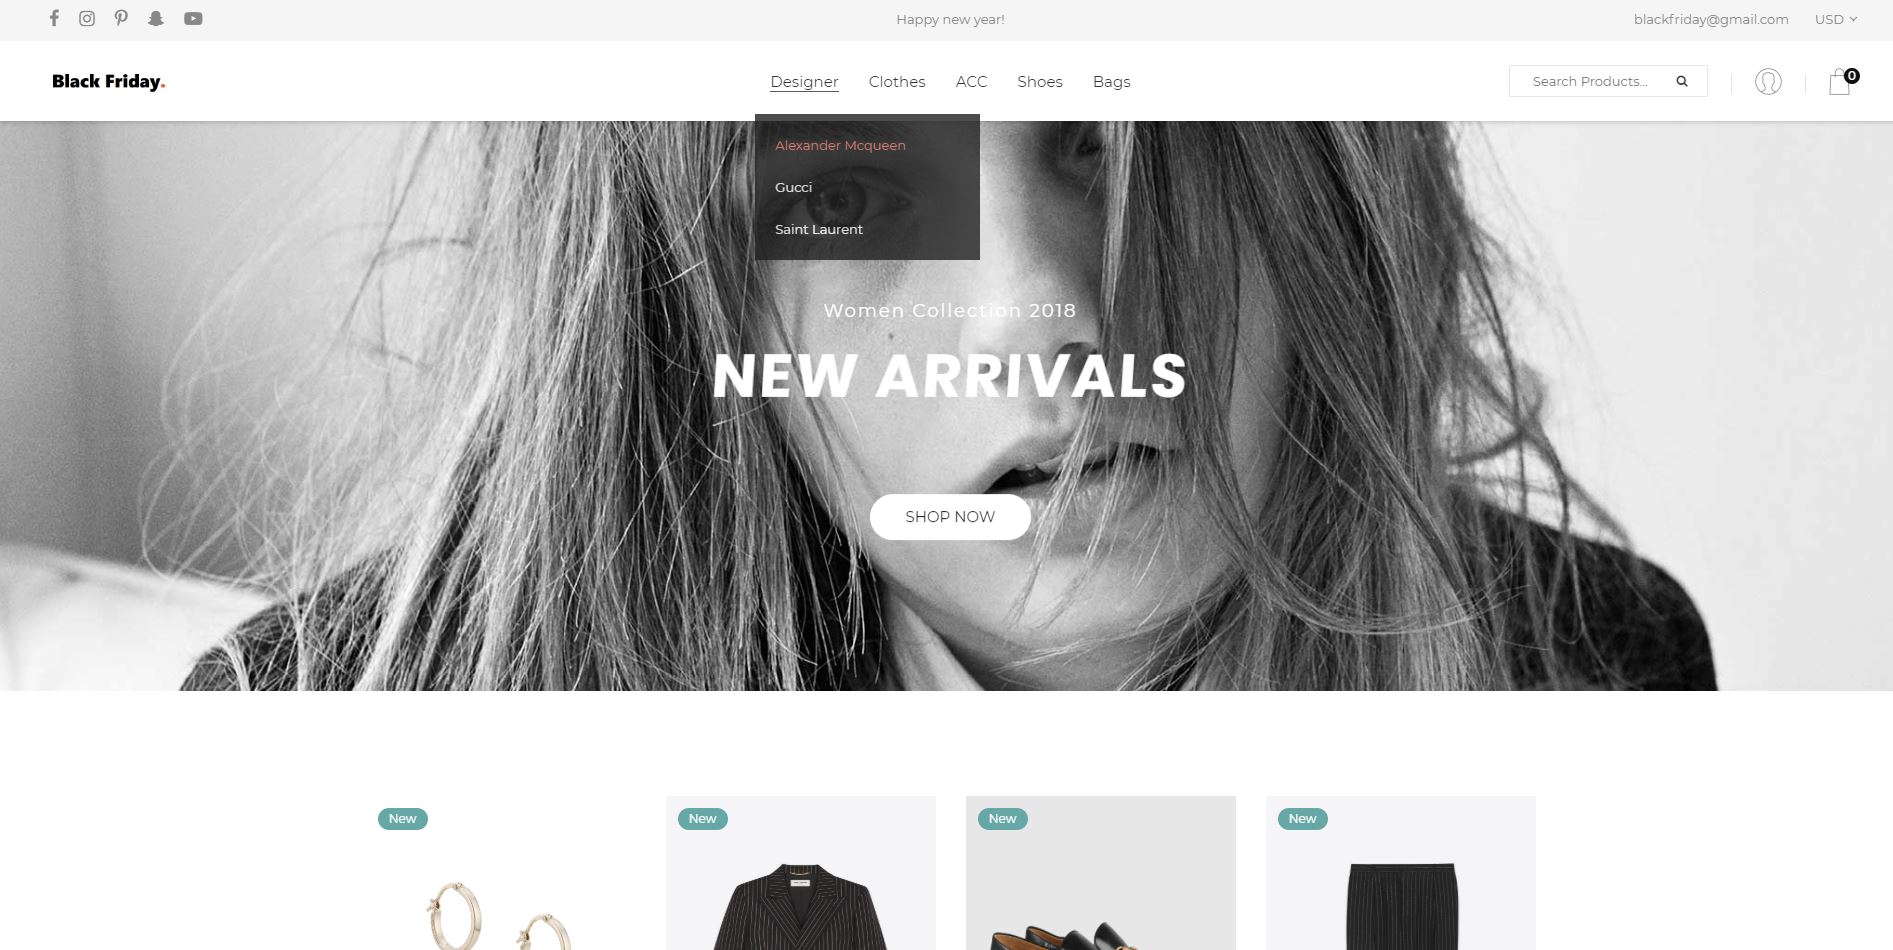 Happy new year!
blackfriday@gmail.com
USD
Black Friday.
Designer
Clothes
ACC
Shoes
Bags
Search Products...
0
Alexander Mcqueen
Gucci
Saint Laurent
Women Collection 2018
NEW ARRIVALS
SHOP NOW
New
New
New
New